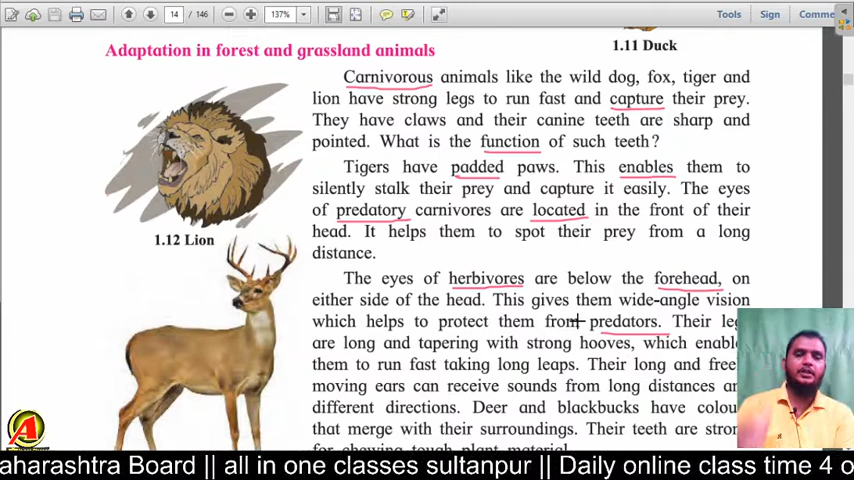 14 / 146
137%
Tools
Sign
Comme
Adaptation in forest and grassland animals
1.11 Duck
Carnivorous animals like the wild dog, fox, tiger and
lion have strong legs to run fast and capture their prey.
They have claws and their canine teeth are sharp and
pointed. What is the function of such teeth?
Tigers have padded paws. This enables them to
silently stalk their prey and capture it easily. The eyes
of predatory carnivores are located in the front of their
head. It helps them to spot their prey from a long
distance.
1.12 Lion
The eyes of herbivores are below the forehead, on
either side of the head. This gives them wide-angle vision
which helps to protect them from predators. Their leg
are long and tapering with strong hooves, which enable
them to run fast taking long leaps. Their long and free
moving ears can receive sounds from long distances an
different directions. Deer and blackbucks have colou
that merge with their surroundings. Their teeth are stron
for chewing tough plant material.
A
aharashtra Board || all in one classes sultanpur || Daily online class time 4 o